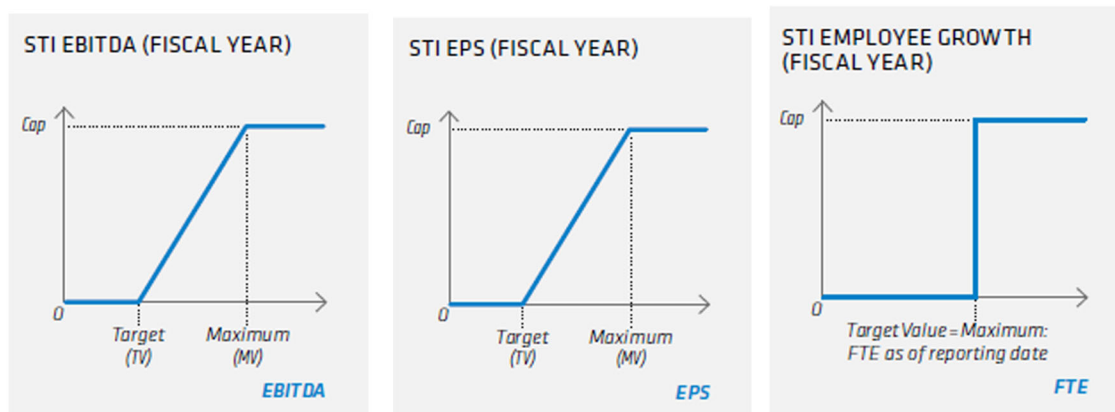 STI EBITDA (FISCAL YEAR)
Cap
0
Target
(TV)
Maximum
(MV)
EBITDA
STI EPS (FISCAL YEAR)
Cap
0
Target
(TV)
Maximum
(MV)
EPS
STI EMPLOYEE GROWTH
(FISCAL YEAR)
Cap
0
Target Value = Maximum:
FTE as of reporting date
FTE